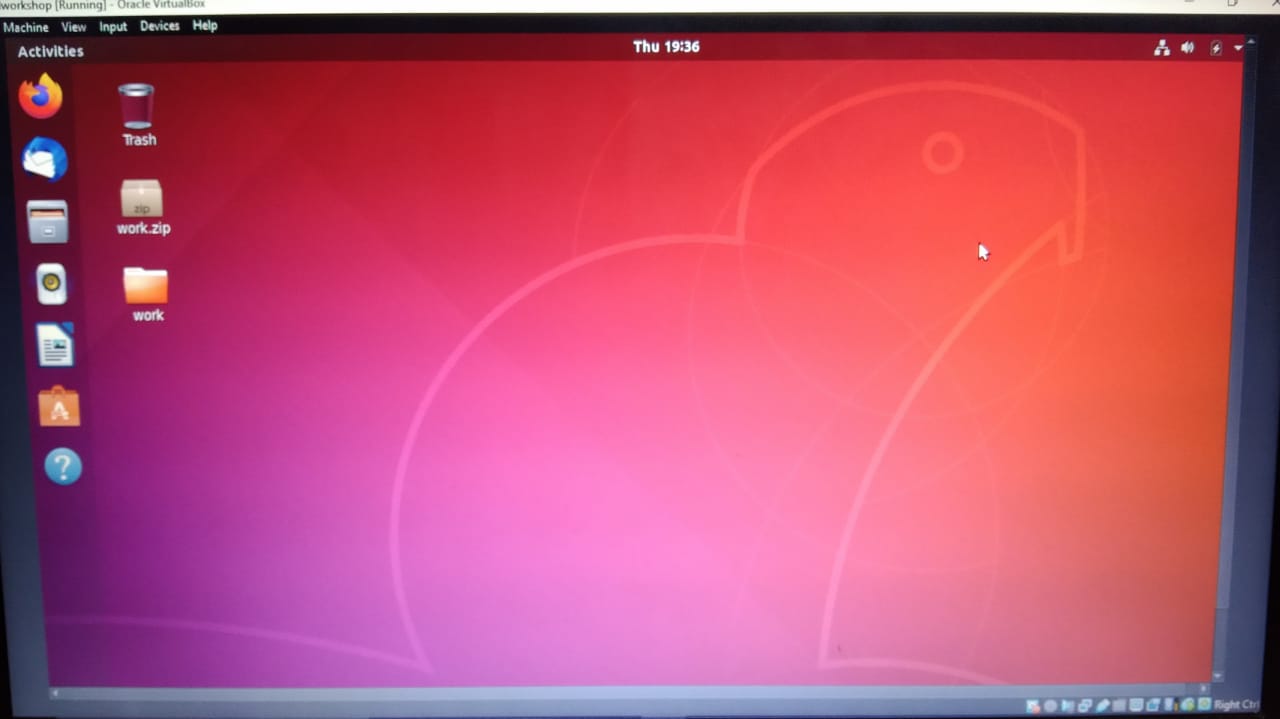 workshop [Running] - Oracle VirtualBox
Machine View Input Devices Help
Activities
Thu 19:36
Trash
zip
work.zip
work
Right Ctrl